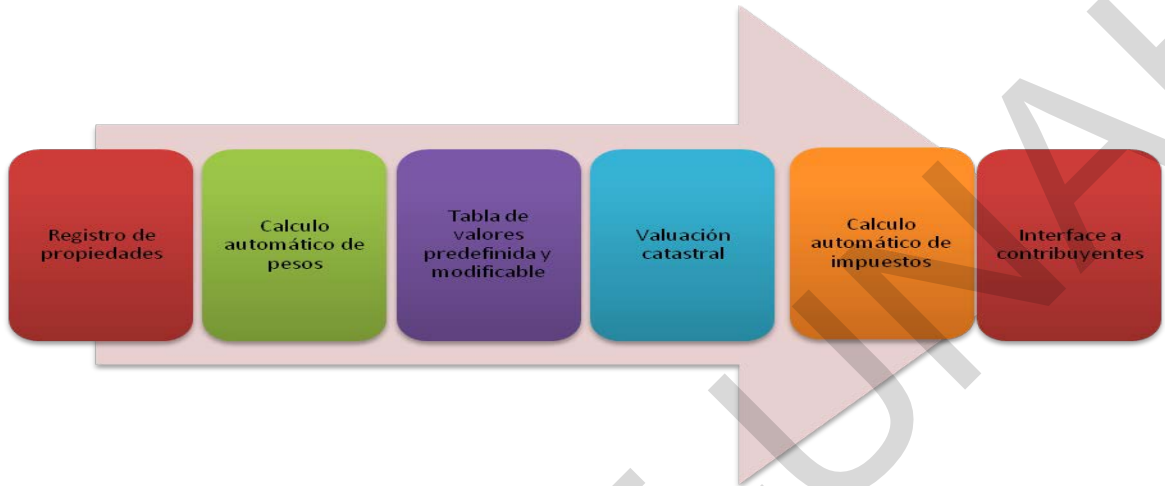 Registro de
propiedades
Calculo
automático de
pesos
Tabla de
valores
predefinida y
modificable
Valuación
catastral
Calculo
automático de
impuestos
Interface a
contribuyentes